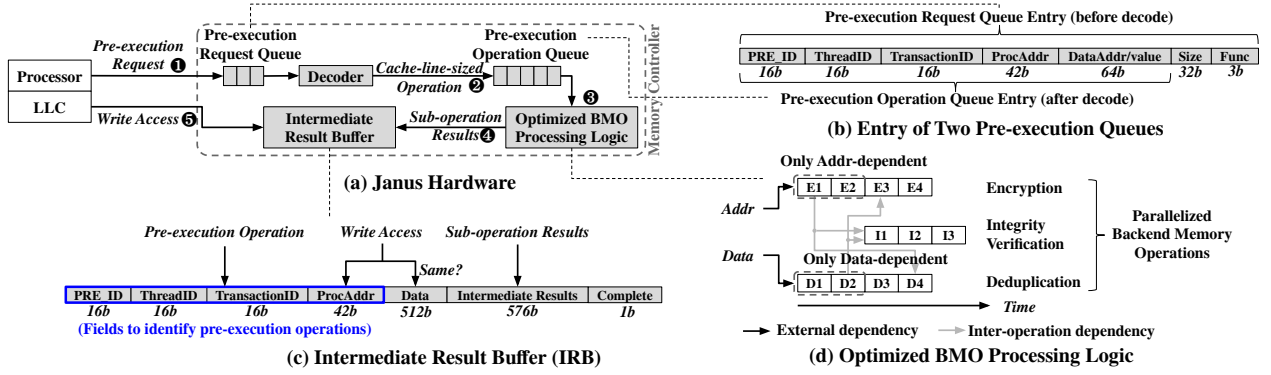 Pre-execution
Request ❶
Processor
LLC
Write Access ❺
Pre-execution
Request Queue
Decoder
Cache-line-sized
Operation ❷
Pre-execution
Operation Queue
❸
Intermediate
Result Buffer
Sub-operation
Results❹
Optimized BMO
Processing Logic
Memory Controller
(a) Janus Hardware
Pre-execution Request Queue Entry (before decode)
PRE_ID ThreadID TransactionID ProcAddr DataAddr/value Size Func
16b 16b 16b 42b 64b 32b 3b
Pre-execution Operation Queue Entry (after decode)
(b) Entry of Two Pre-execution Queues
Pre-execution Operation Write Access Sub-operation Results
Same?
PRE_ID ThreadID TransactionID ProcAddr Data Intermediate Results Complete
16b 16b 16b 42b 512b 576b 1b
(Fields to identify pre-execution operations)
(c) Intermediate Result Buffer (IRB)
Only Addr-dependent
Addr
E1 E2 E3 E4
Encryption
I1 I2 I3
Integrity
Verification
Data
Only Data-dependent
D1 D2 D3 D4
Deduplication
Parallelized
Backend Memory
Operations
Time
External dependency Inter-operation dependency
(d) Optimized BMO Processing Logic